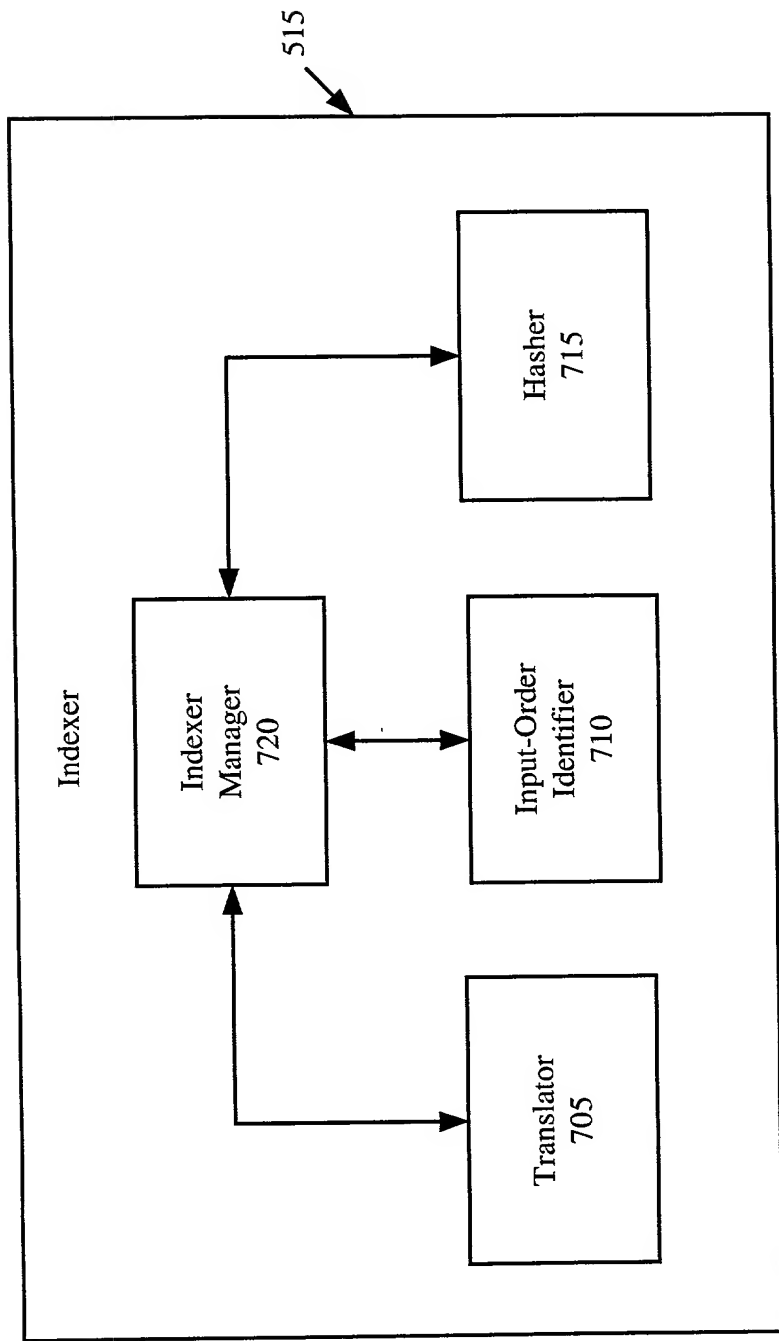 515
Indexer
Indexer
Manager
720
Translator
705
Input-Order
Identifier
710
Hasher
715